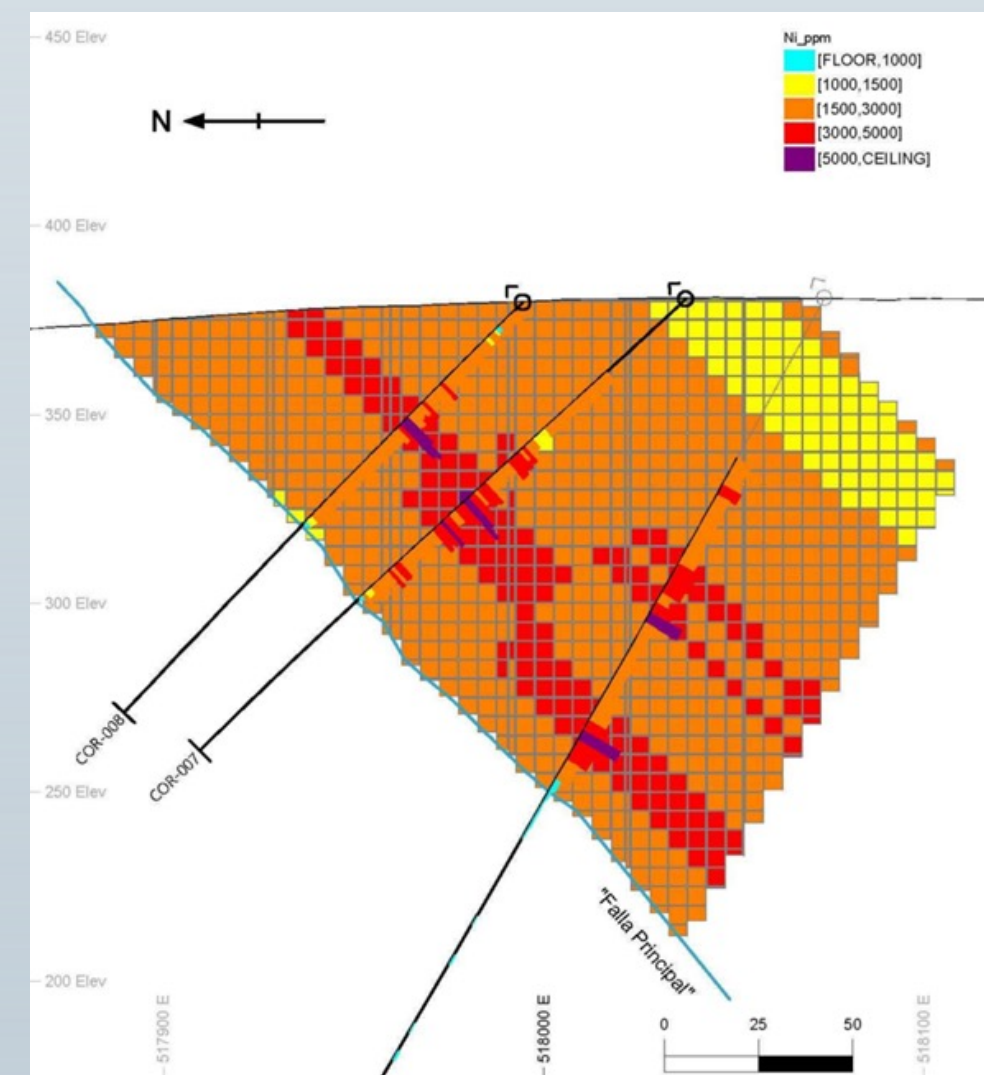 450 Elev
Ni_ppm
[FLOOR,1000]
[1000,1500]
[1500,3000]
[3000,5000]
[5000,CEILING]
N
400 Elev
350 Elev
300 Elev
COR-008
COR-007
250 Elev
"Falla Principal"
200 Elev
517900 E
518000 E
518100 E
0 25 50